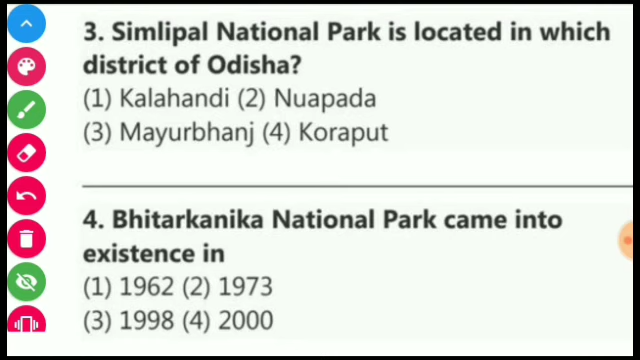 3. Simlipal National Park is located in which
district of Odisha?
(1) Kalahandi (2) Nuapada
(3) Mayurbhanj (4) Koraput
4. Bhitarkanika National Park came into
existence in
(1) 1962 (2) 1973
(3) 1998 (4) 2000